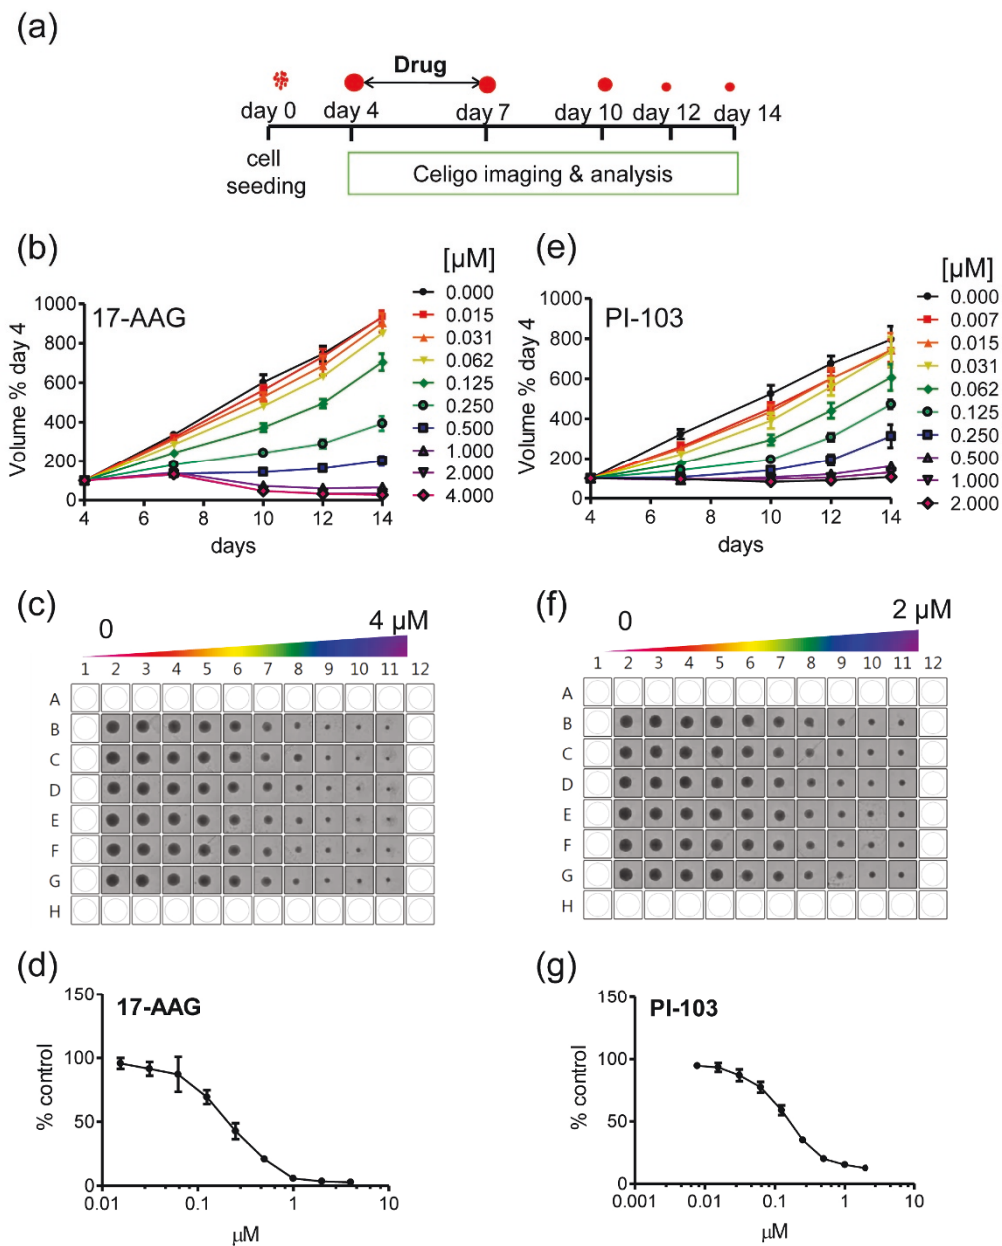 (a)
Drug
day 0
day 4
day 7
day 10
day 12
day 14
cell
seeding
Celigo imaging & analysis
(b)
17-AAG
Volume % day 4
1000
800
600
400
200
0
4
6
8
10
12
14
days
[µM]
0.000
0.015
0.031
0.062
0.125
0.250
0.500
1.000
2.000
4.000
(e)
PI-103
Volume % day 4
1000
800
600
400
200
0
4
6
8
10
12
14
days
[µM]
0.000
0.007
0.015
0.031
0.062
0.125
0.250
0.500
1.000
2.000
(c)
0
4 µM
1 2 3 4 5 6 7 8 9 10 11 12
A
B
C
D
E
F
G
H
(f)
0
2 µM
1 2 3 4 5 6 7 8 9 10 11 12
A
B
C
D
E
F
G
H
(d)
17-AAG
% control
150
100
50
0
0.01
0.1
1
10
µM
(g)
PI-103
% control
150
100
50
0
0.001
0.01
0.1
1
10
µM